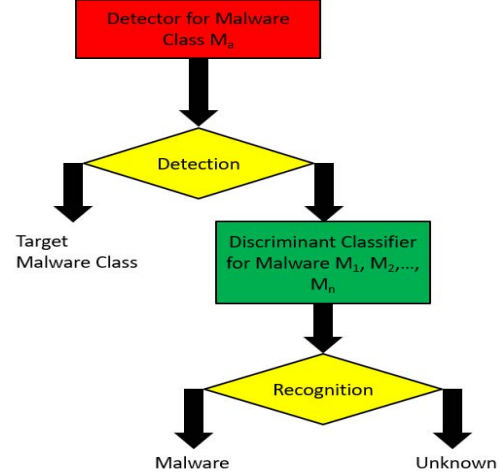 Detector for Malware
Class Mₐ
Detection
Target
Malware Class
Discriminant Classifier
for Malware M₁, M₂,...,
Mₙ
Recognition
Malware
Unknown